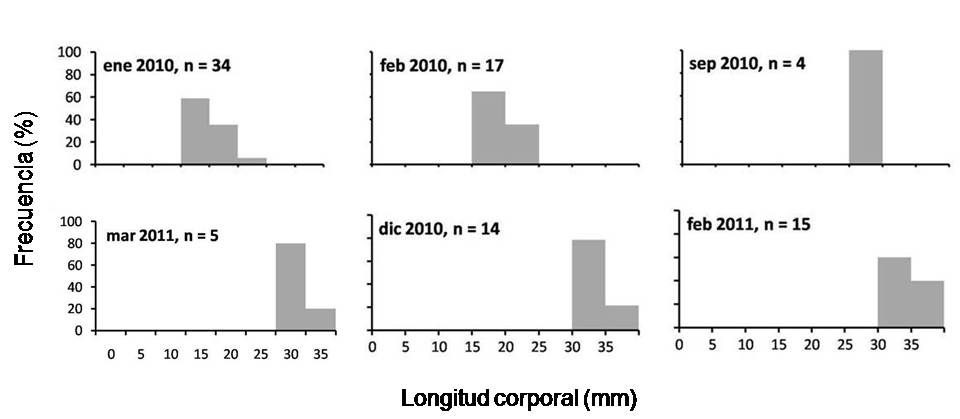 ene 2010, n = 34
feb 2010, n = 17
sep 2010, n = 4
100
80
60
40
20
0
Frecuencia (%)
mar 2011, n = 5
dic 2010, n = 14
feb 2011, n = 15
100
80
60
40
20
0
0 5 10 15 20 25 30 35
0 5 10 15 20 25 30 35
0 5 10 15 20 25 30 35
Longitud corporal (mm)